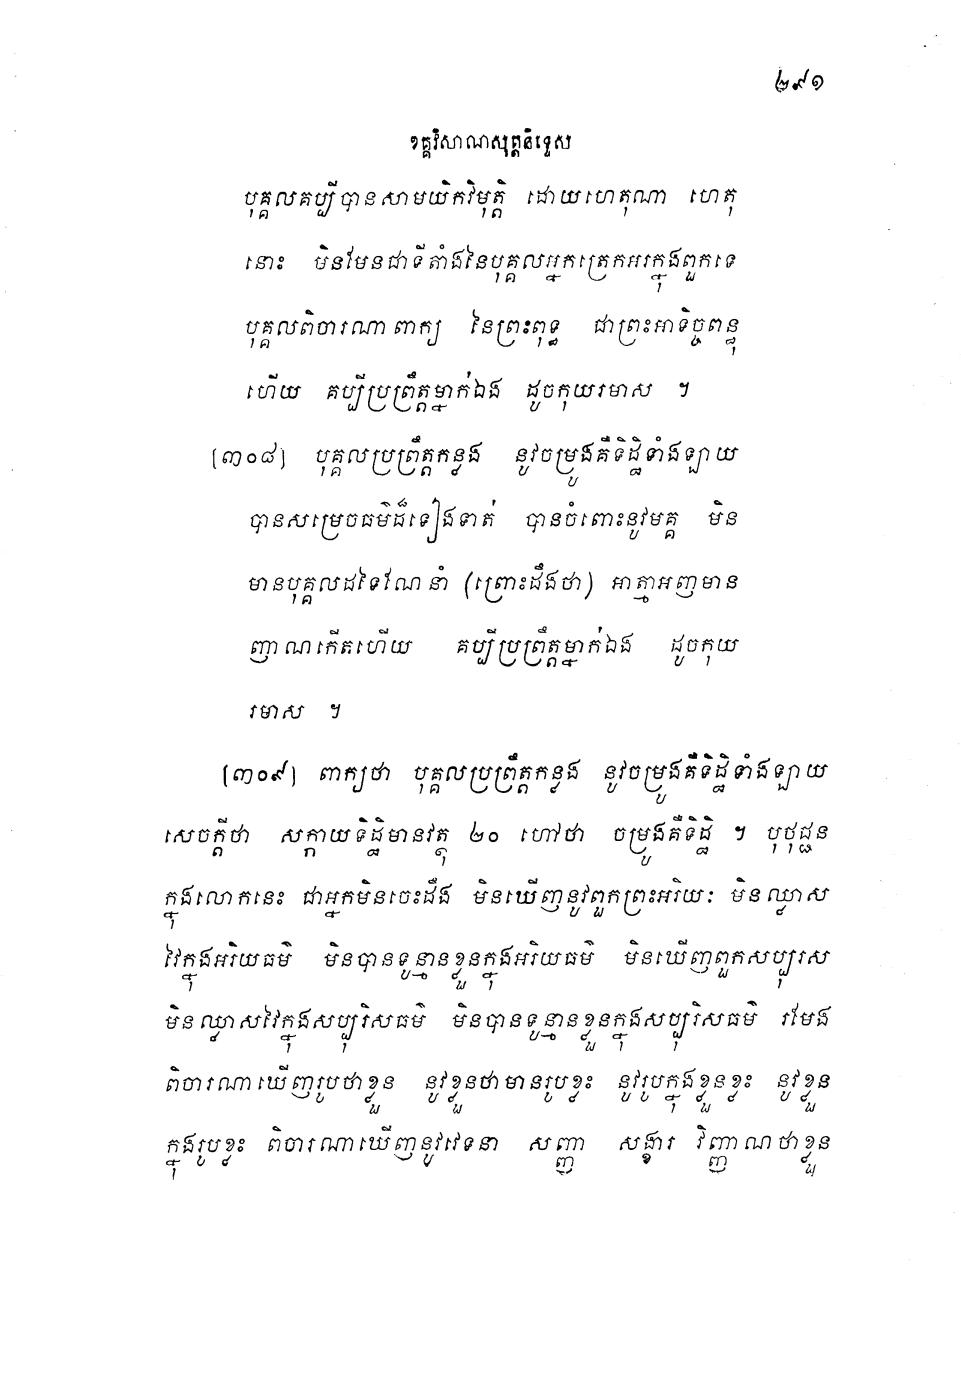 ២៩១
ខគ្គវិសាណសុត្តនិទ្ទេស
បុគ្គលគប្បីបានសាមយិកវិមុត្តិ ដោយហេតុណា ហេតុ
នោះ មិនមែនជាទីតាំងនៃបុគ្គលអ្នកត្រេកអរក្នុងពួកទេ
បុគ្គលពិចារណាពាក្យ នៃព្រះពុទ្ធ ជាព្រះអាទិច្ចពន្ធុ
ហើយ គប្បីប្រព្រឹត្តម្នាក់ឯង ដូចកុយរមាស ។
[៣០៨] បុគ្គលប្រព្រឹត្តកន្លង នូវចម្រូងគឺទិដ្ឋិទាំងឡាយ
បានសម្រេចធម៌ដ៏ទៀងទាត់ បានចំពោះនូវមគ្គ មិន
មានបុគ្គលដទៃណែនាំ (ព្រោះដឹងថា) អាត្មាអញមាន
ញាណកើតហើយ គប្បីប្រព្រឹត្តម្នាក់ឯង ដូចកុយ
រមាស ។
[៣០៩] ពាក្យថា បុគ្គលប្រព្រឹត្តកន្លង នូវចម្រូងគឺទិដ្ឋិទាំងឡាយ
សេចក្តីថា សក្កាយទិដ្ឋិមានវត្ថុ ២០ ហៅថា ចម្រូងគឺទិដ្ឋិ ។ បុថុជ្ជន
ក្នុងលោកនេះ ជាអ្នកមិនចេះដឹង មិនឃើញនូវពួកព្រះអរិយៈ មិនឈ្លាស
វៃក្នុងអរិយធម៌ មិនបានទូន្មានខ្លួនក្នុងអរិយធម៌ មិនឃើញពួកសប្បុរស
មិនឈ្លាសវៃក្នុងសប្បុរិសធម៌ មិនបានទូន្មានខ្លួនក្នុងសប្បុរិសធម៌ រមែង
ពិចារណាឃើញរូបថាខ្លួន នូវខ្លួនថាមានរូបខ្លះ នូវរូបក្នុងខ្លួនខ្លះ នូវខ្លួន
ក្នុងរូបខ្លះ ពិចារណាឃើញនូវវេទនា សញ្ញា សង្ខារ វិញ្ញាណថាខ្លួន